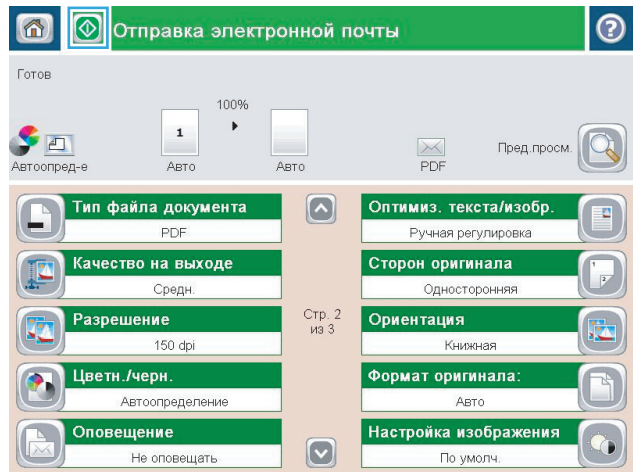 Отправка электронной почты
Готов
100%
1
Автоопред-е
Авто
Авто
PDF
Пред.просм.
Тип файла документа
PDF
Качество на выходе
Средн.
Разрешение
150 dpi
Цветн./черн.
Автоопределение
Оповещение
Не оповещать
Стр. 2
из 3
Оптимиз. текста/изобр.
Ручная регулировка
Сторон оригинала
1
2
Односторонняя
Ориентация
Книжная
Формат оригинала:
Авто
Настройка изображения
По умолч.